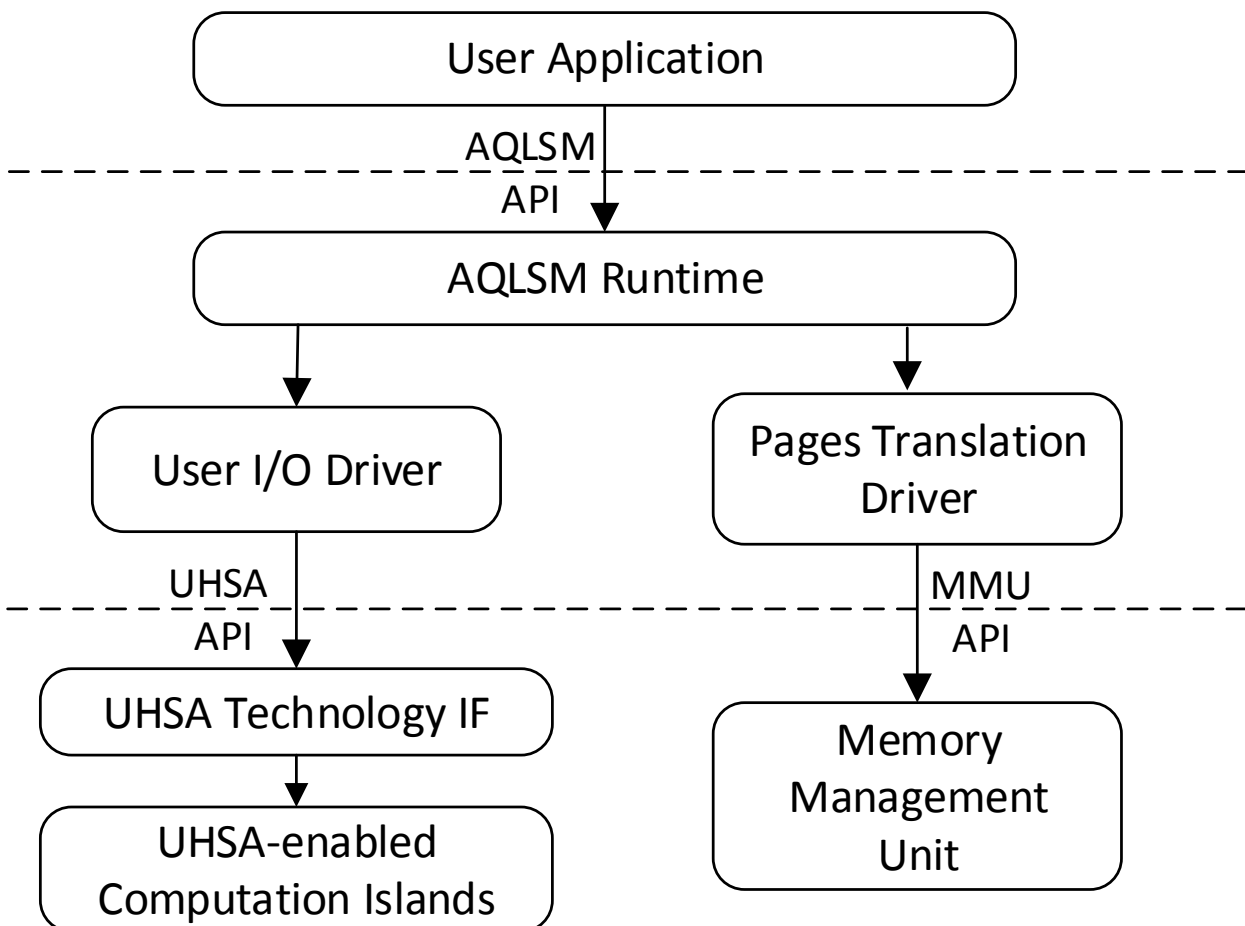 User Application
AQLSM
API
AQLSM Runtime
User I/O Driver
Pages Translation
Driver
UHSA
API
MMU
API
UHSA Technology IF
UHSA-enabled
Computation Islands
Memory
Management
Unit